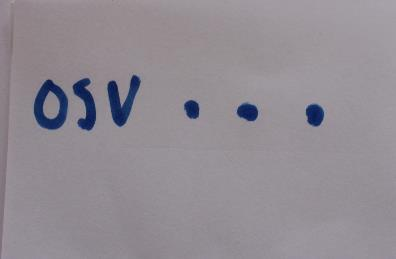 OSV . . .